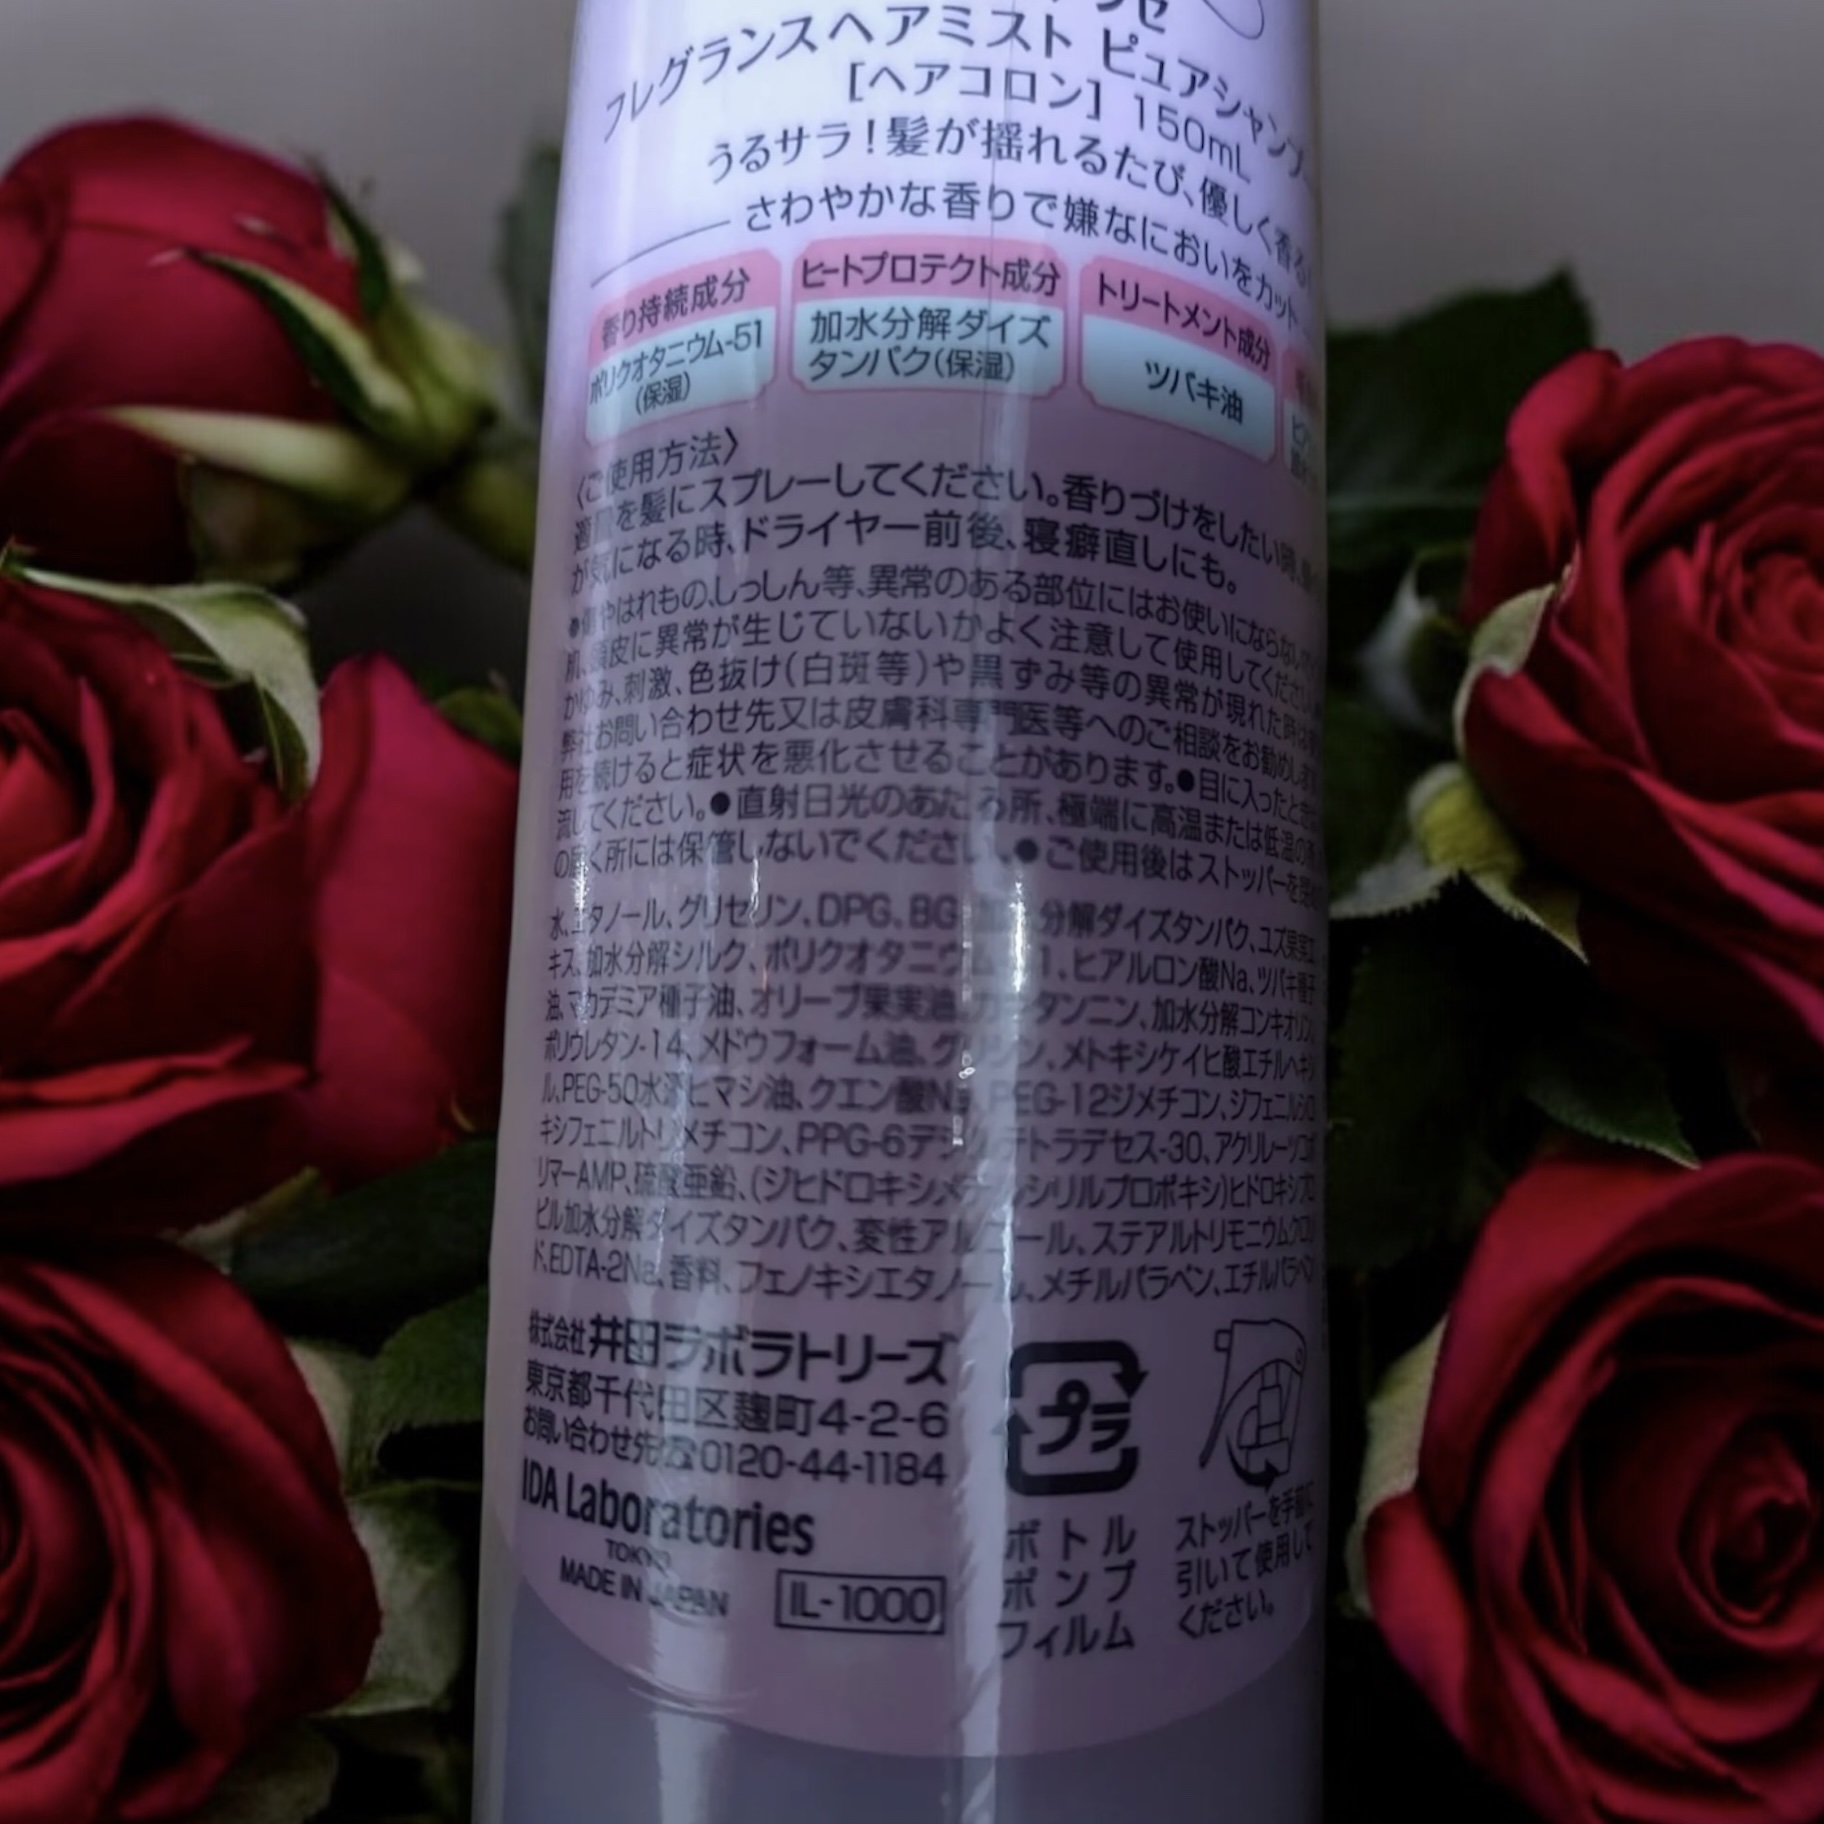 フレグランスヘアミスト ピュアシャンプー
[ヘアコロン] 150mL
うるサラ！髪が揺れるたび、優しく香る
さわやかな香りで嫌なにおいをカット
香り持続成分
ポリクオタニウム-51
(保湿)
ヒートプロテクト成分
加水分解ダイズ
タンパク(保湿)
トリートメント成分
ツバキ油
〈ご使用方法〉
適量を髪にスプレーしてください。香りづけをしたい時、
が気になる時、ドライヤー前後、寝癖直しにも。
●傷やはれもの、しっしん等、異常のある部位にはお使いにならない
肌、頭皮に異常が生じていないかよく注意して使用してください
かゆみ、刺激、色抜け(白斑等)や黒ずみ等の異常が現れた時は
弊社お問い合わせ先又は皮膚科専門医等へのご相談をお勧めします
用を続けると症状を悪化させることがあります。●目に入ったときは
流してください。●直射日光のあたる所、極端に高温または低温の
の届く所には保管しないでください。●ご使用後はストッパーを
水、エタノール、グリセリン、DPG、BG、分解ダイズタンパク、ユズ果実エ
キス、加水分解シルク、ポリクオタニウム-51、ヒアルロン酸Na、ツバキ種子
油、マカデミア種子油、オリーブ果実油、タンニン、加水分解コンキオリン、
ポリウレタン-14、メドウフォーム油、グリシン、メトキシケイヒ酸エチルヘキシ
ル、PEG-50水添ヒマシ油、クエン酸Na、PEG-12ジメチコン、ジフェニルシロ
キシフェニルトリメチコン、PPG-6デシルテトラデセス-30、アクリレーツコポ
リマーAMP、硫酸亜鉛、(ジヒドロキシメチルシリルプロポキシ)ヒドロキシプロ
ピル加水分解ダイズタンパク、変性アルコール、ステアルトリモニウムクロリ
ド、EDTA-2Na、香料、フェノキシエタノール、メチルパラベン、エチルパラベン
株式会社 井田ラボラトリーズ
東京都千代田区麹町4-2-6
お問い合わせ先☎0120-44-1184
IDA Laboratories
TOKYO
MADE IN JAPAN
IL-1000
プラ
ボトル
ポンプ
フィルム
ストッパーを手前に
引いて使用して
ください。